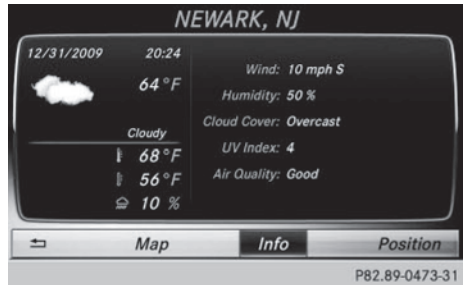 NEWARK, NJ
12/31/2009 20:24
64°F
Cloudy
68°F
56°F
10 %
Wind: 10 mph S
Humidity: 50 %
Cloud Cover: Overcast
UV Index: 4
Air Quality: Good
Map Info Position
P82.89-0473-31